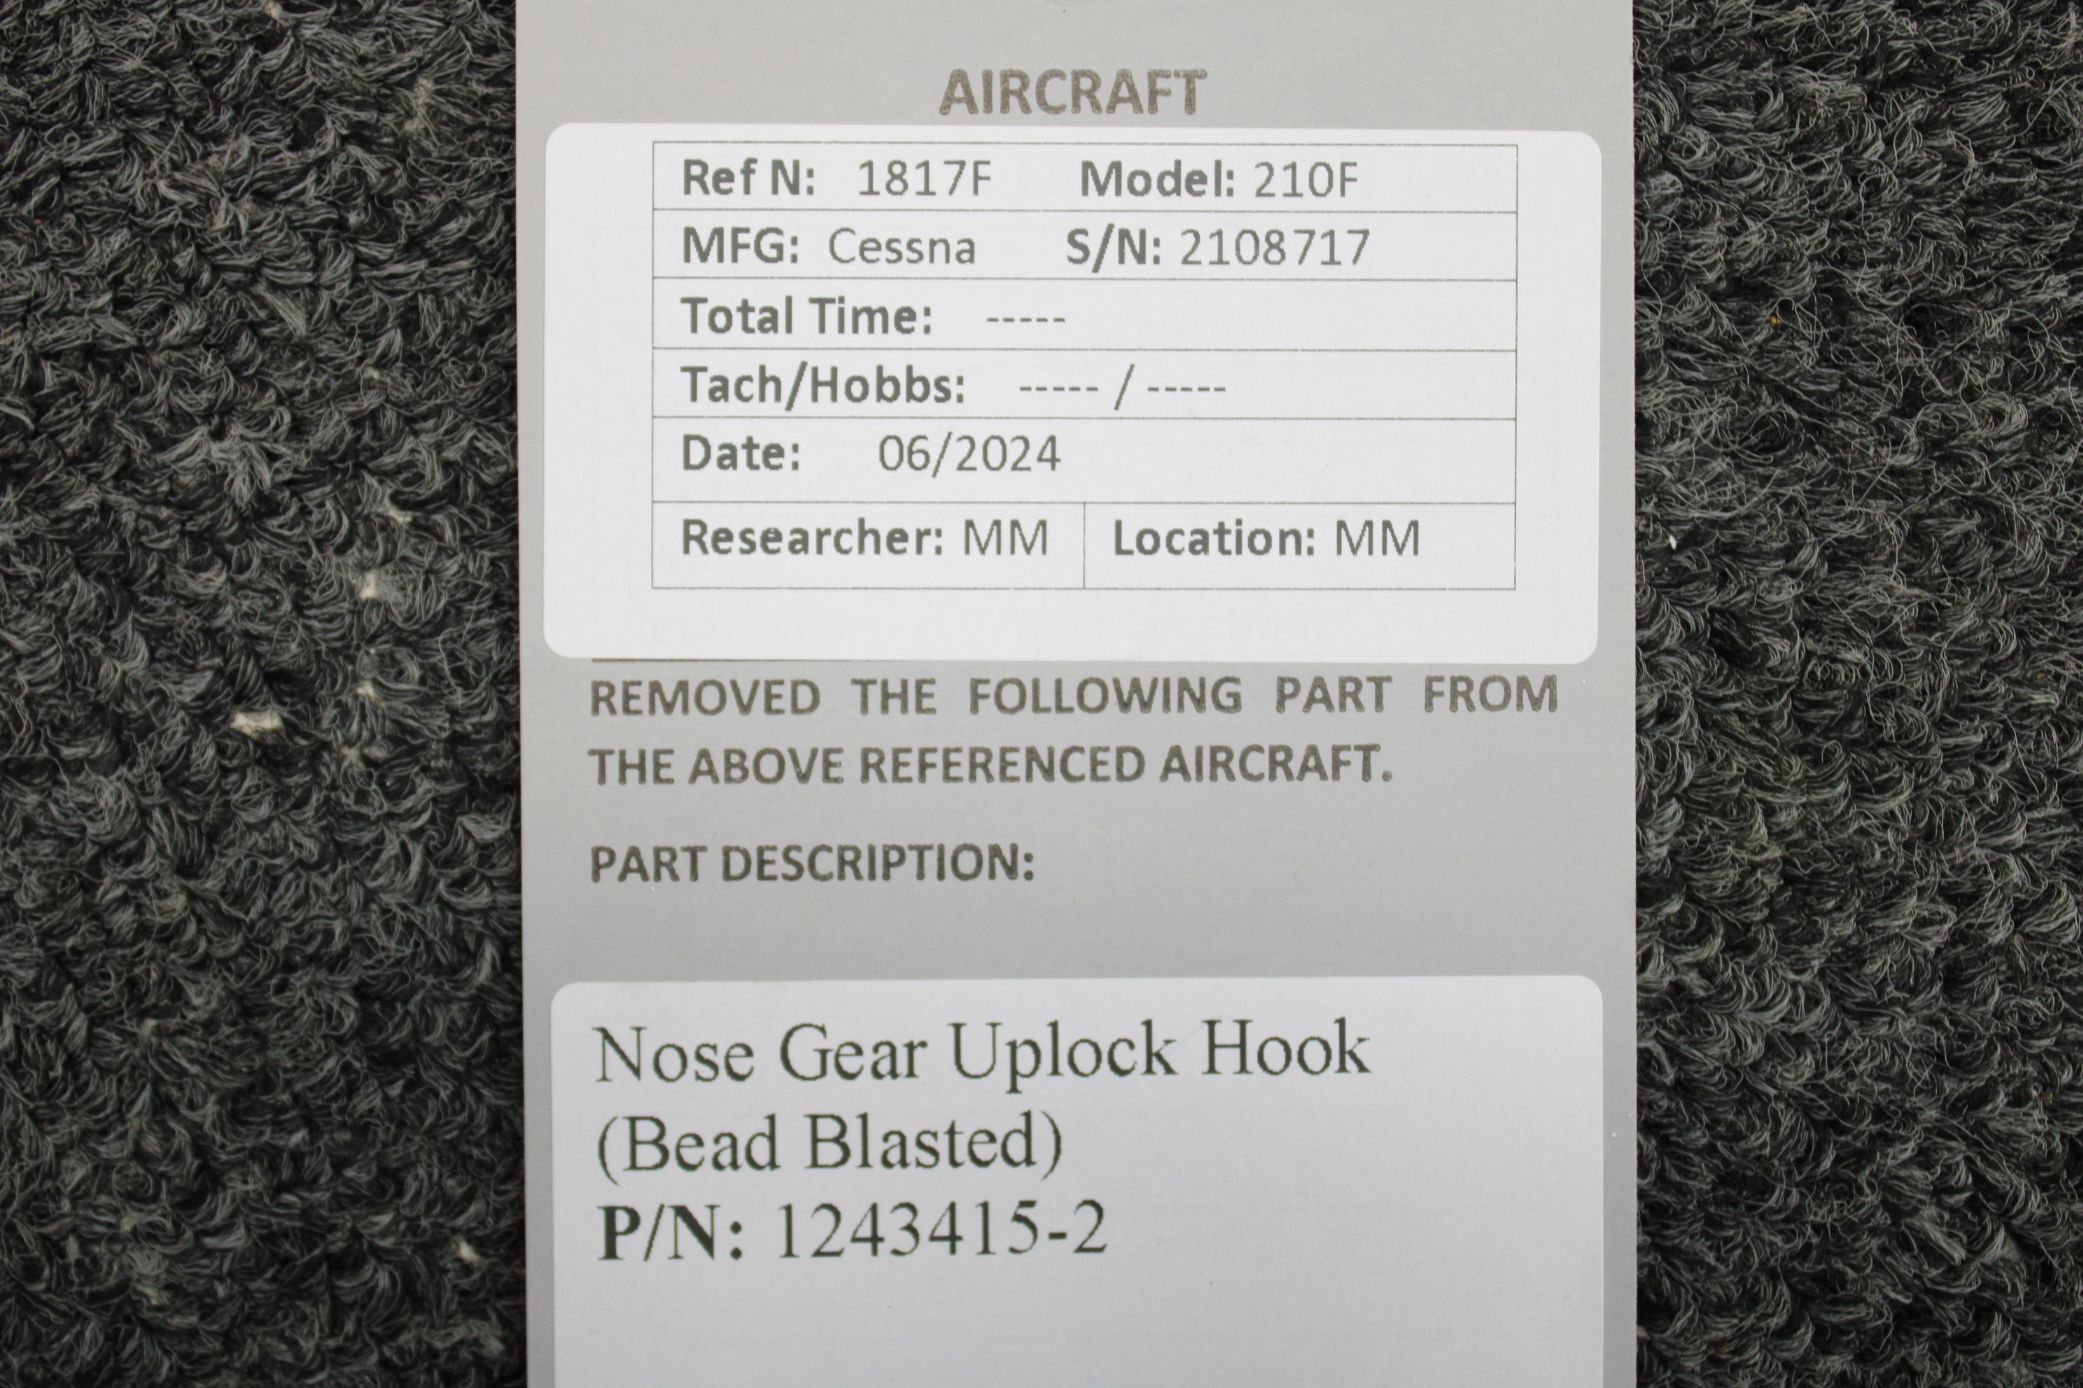 AIRCRAFT
Ref N: 1817F Model: 210F
MFG: Cessna S/N: 2108717
Total Time: -----
Tach/Hobbs: ----- / -----
Date: 06/2024
Researcher: MM Location: MM
REMOVED THE FOLLOWING PART FROM
THE ABOVE REFERENCED AIRCRAFT.
PART DESCRIPTION:
Nose Gear Uplock Hook
(Bead Blasted)
P/N: 1243415-2